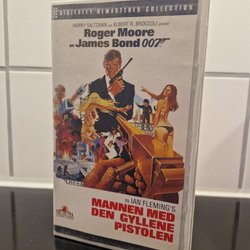 DIGITALLY REMASTERED COLLECTION
HARRY SALTZMAN and ALBERT R. BROCCOLI
Roger Moore
as James Bond 007
in IAN FLEMING'S
MANNEN MED
DEN GYLLENE
PISTOLEN